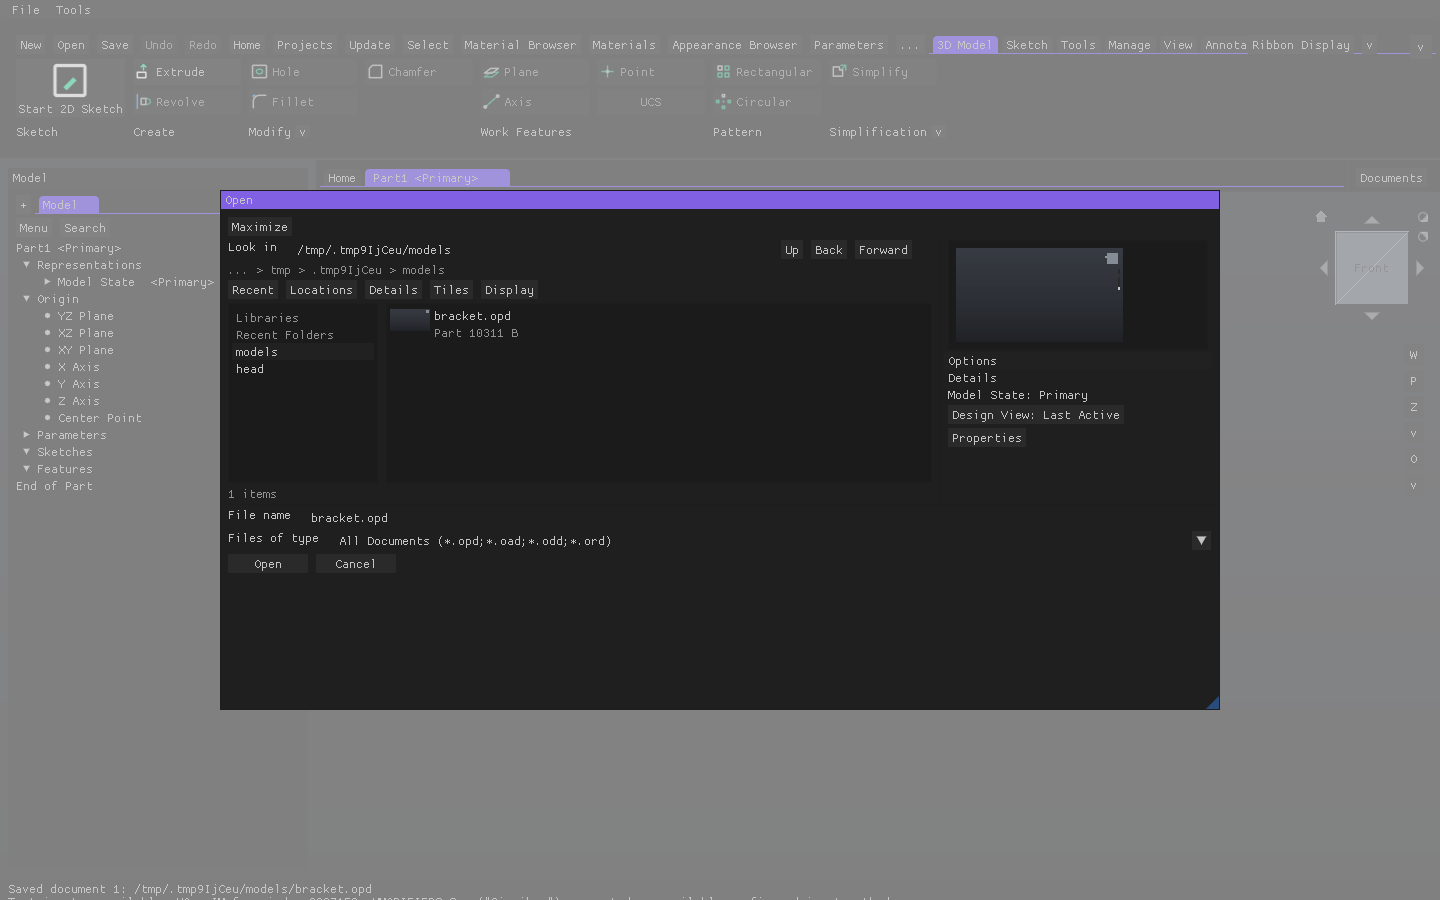 File Tools
New Open Save Undo Redo Home Projects Update Select Material Browser Materials Appearance Browser Parameters ... 3D Model Sketch Tools Manage View Annota Ribbon Display v v
Extrude Hole Chamfer Plane Point Rectangular Simplify
Revolve Fillet Axis UCS Circular
Start 2D Sketch
Sketch Create Modify v Work Features Pattern Simplification v
Model
Home Part1 <Primary> Documents
+ Model
Menu Search
Part1 <Primary>
Representations
Model State <Primary>
Origin
YZ Plane
XZ Plane
XY Plane
X Axis
Y Axis
Z Axis
Center Point
Parameters
Sketches
Features
End of Part
Open
Maximize
Look in /tmp/.tmp9IjCeu/models Up Back Forward
... > tmp > .tmp9IjCeu > models
Recent Locations Details Tiles Display
Libraries
Recent Folders
models
head
bracket.opd
Part 10311 B
Options
Details
Model State: Primary
Design View: Last Active
Properties
1 items
File name bracket.opd
Files of type All Documents (*.opd;*.oad;*.odd;*.ord)
Open Cancel
Front
W
P
Z
v
O
v
Saved document 1: /tmp/.tmp9IjCeu/models/bracket.opd